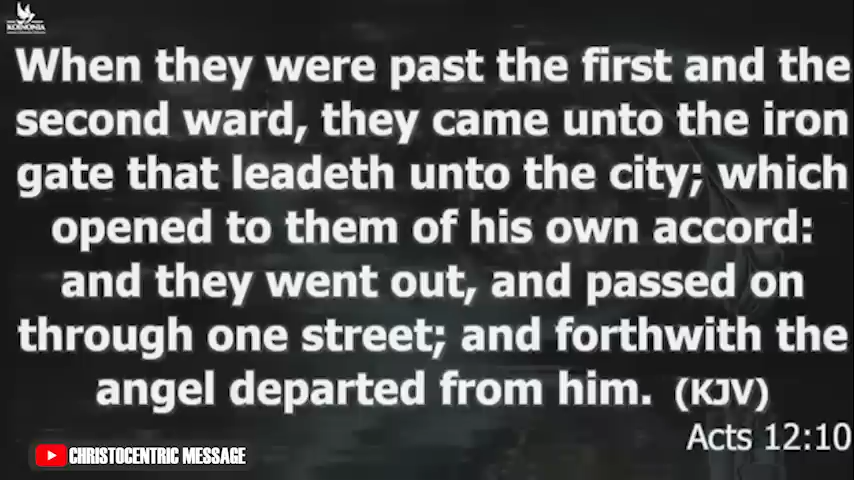 KOINONIA
When they were past the first and the
second ward, they came unto the iron
gate that leadeth unto the city; which
opened to them of his own accord:
and they went out, and passed on
through one street; and forthwith the
angel departed from him. (KJV)
Acts 12:10
CHRISTOCENTRIC MESSAGE